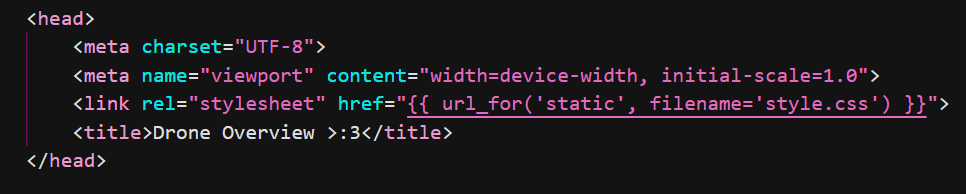 <head>
<meta charset="UTF-8">
<meta name="viewport" content="width=device-width, initial-scale=1.0">
<link rel="stylesheet" href="{{ url_for('static', filename='style.css') }}">
<title>Drone Overview >:3</title>
</head>